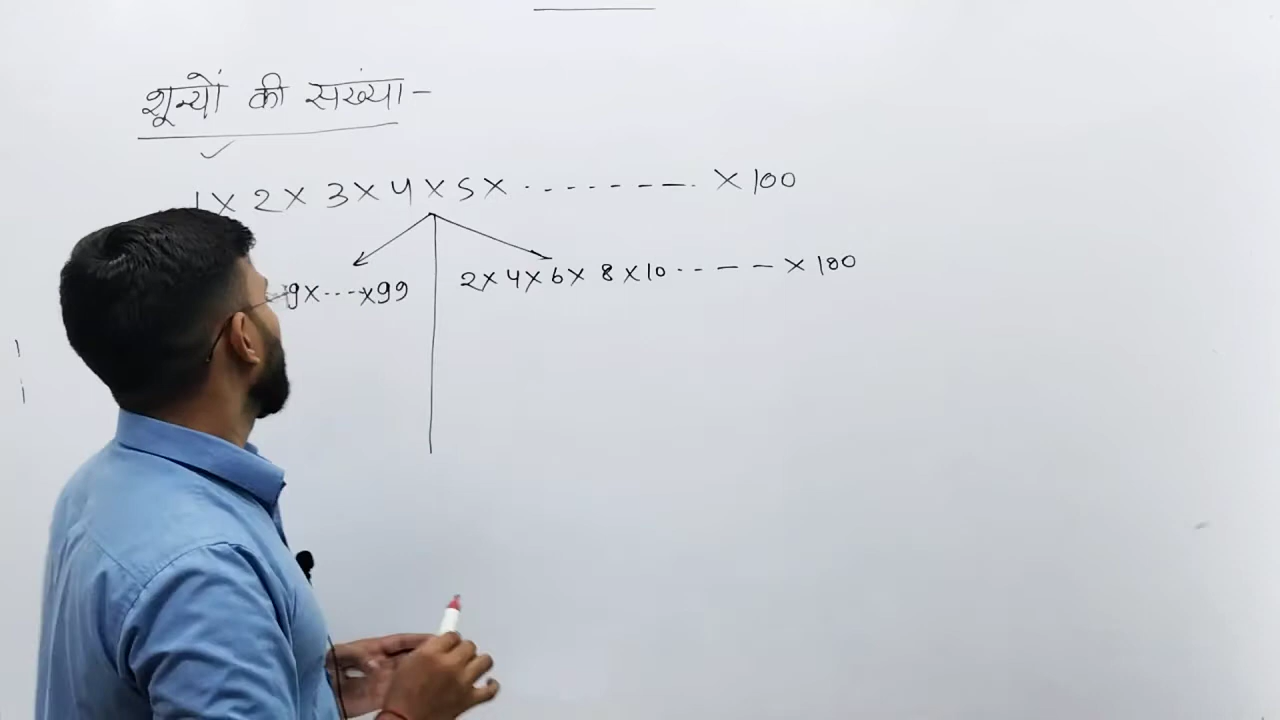 शून्यों की संख्या-
1 X 2 X 3 X 4 X 5 X ------- X 100
9 X ---- X 99
2 X 4 X 6 X 8 X 10 ----- X 100